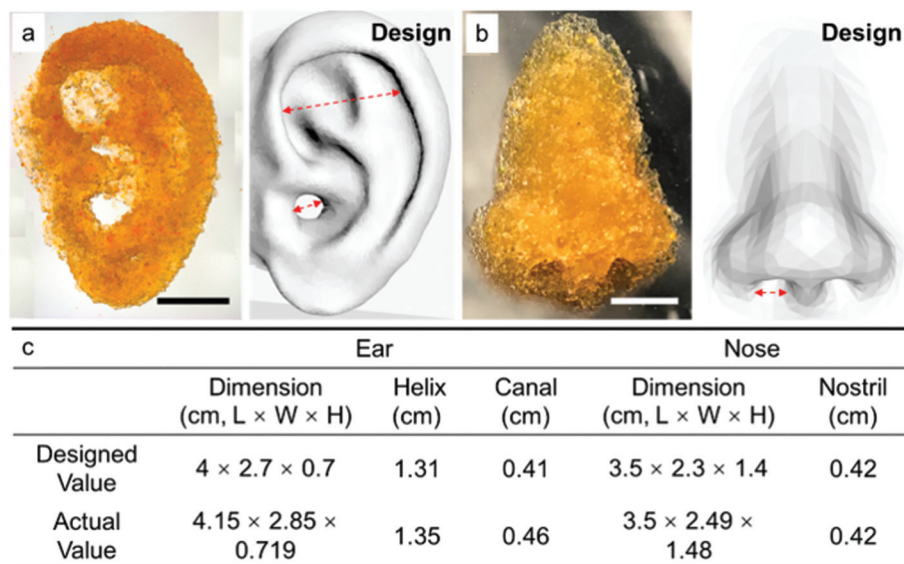 a
Design
b
Design
c
Ear
Nose
Dimension Helix Canal Dimension Nostril
(cm, L × W × H) (cm) (cm) (cm, L × W × H) (cm)
Designed
Value
4 × 2.7 × 0.7 1.31 0.41 3.5 × 2.3 × 1.4 0.42
Actual
Value
4.15 × 2.85 ×
0.719
1.35 0.46
3.5 × 2.49 ×
1.48
0.42